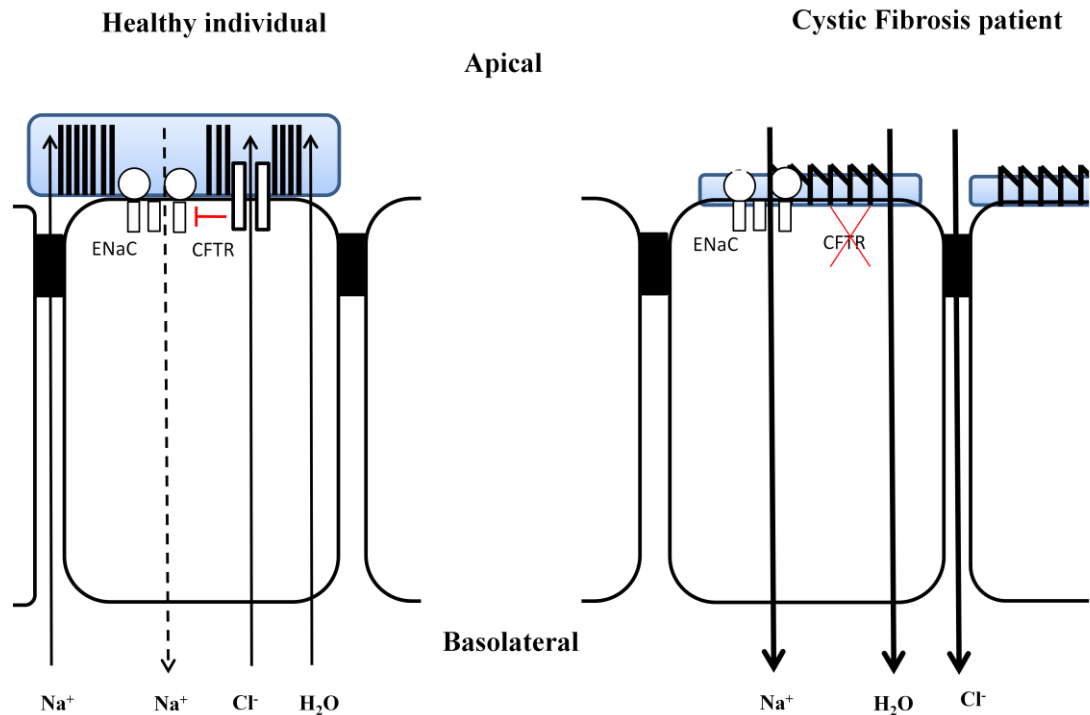 Healthy individual
Cystic Fibrosis patient
Apical
ENaC
CFTR
ENaC
CFTR
Basolateral
Na⁺
Na⁺
Cl⁻
H₂O
Na⁺
H₂O
Cl⁻